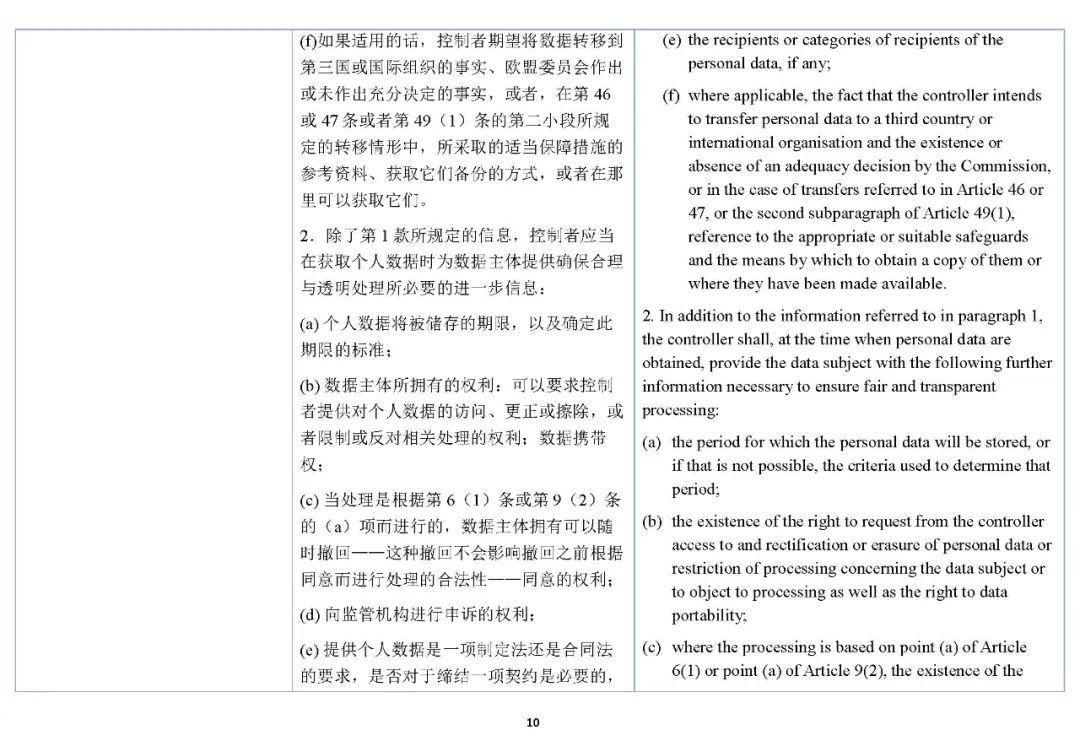 (f)如果适用的话，控制者期望将数据转移到
第三国或国际组织的事实、欧盟委员会作出
或未作出充分决定的事实，或者，在第 46
或 47 条或者第 49（1）条的第二小段所规
定的转移情形中，所采取的适当保障措施的
参考资料、获取它们备份的方式，或者在那
里可以获取它们。
2．除了第 1 款所规定的信息，控制者应当
在获取个人数据时为数据主体提供确保合理
与透明处理所必要的进一步信息：
(a) 个人数据将被储存的期限，以及确定此
期限的标准；
(b) 数据主体所拥有的权利：可以要求控制
者提供对个人数据的访问、更正或擦除，或
者限制或反对相关处理的权利；数据携带
权；
(c) 当处理是根据第 6（1）条或第 9（2）条
的（a）项而进行的，数据主体拥有可以随
时撤回——这种撤回不会影响撤回之前根据
同意而进行处理的合法性——同意的权利；
(d) 向监管机构进行申诉的权利；
(e) 提供个人数据是一项制定法还是合同法
的要求，是否对于缔结一项契约是必要的，
(e) the recipients or categories of recipients of the
personal data, if any;
(f) where applicable, the fact that the controller intends
to transfer personal data to a third country or
international organisation and the existence or
absence of an adequacy decision by the Commission,
or in the case of transfers referred to in Article 46 or
47, or the second subparagraph of Article 49(1),
reference to the appropriate or suitable safeguards
and the means by which to obtain a copy of them or
where they have been made available.
2. In addition to the information referred to in paragraph 1,
the controller shall, at the time when personal data are
obtained, provide the data subject with the following further
information necessary to ensure fair and transparent
processing:
(a) the period for which the personal data will be stored, or
if that is not possible, the criteria used to determine that
period;
(b) the existence of the right to request from the controller
access to and rectification or erasure of personal data or
restriction of processing concerning the data subject or
to object to processing as well as the right to data
portability;
(c) where the processing is based on point (a) of Article
6(1) or point (a) of Article 9(2), the existence of the
10